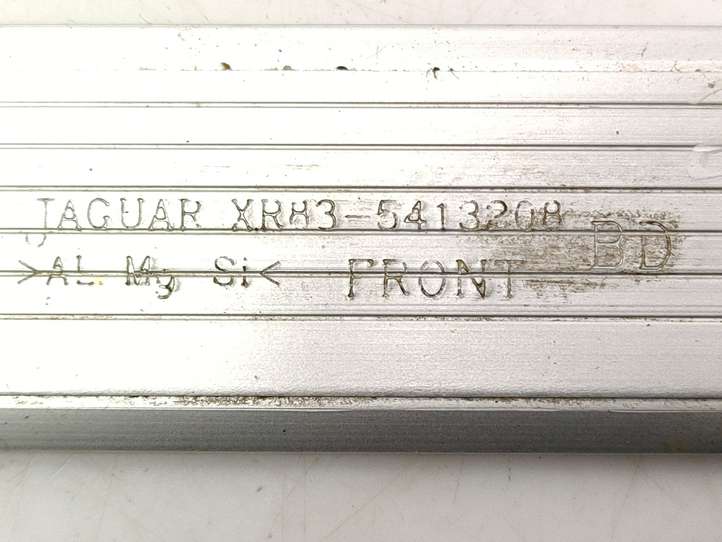 JAGUAR XR83-5413208 BD
>AL Mg Si< FRONT